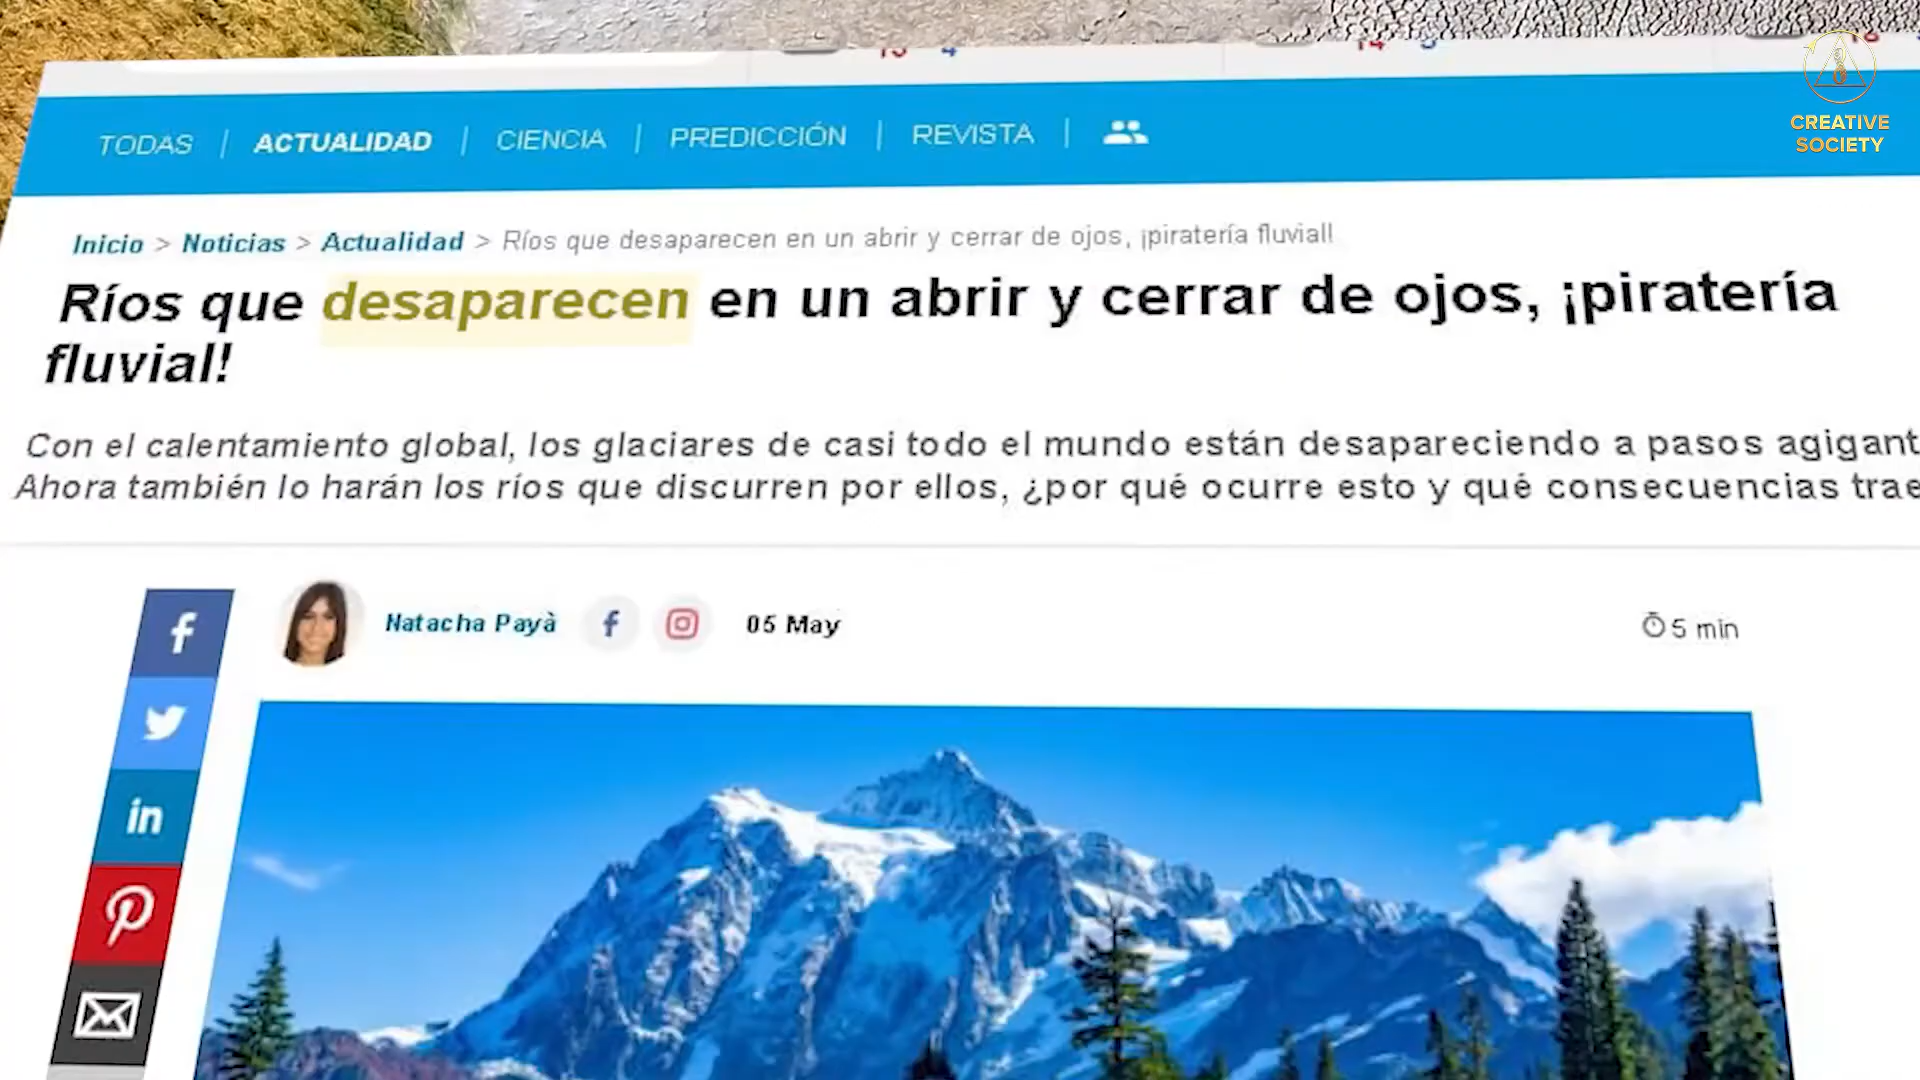 CREATIVE
SOCIETY
TODAS | ACTUALIDAD | CIENCIA | PREDICCIÓN | REVISTA |
Inicio > Noticias > Actualidad > Ríos que desaparecen en un abrir y cerrar de ojos, ¡piratería fluvial!
Ríos que desaparecen en un abrir y cerrar de ojos, ¡piratería
fluvial!
Con el calentamiento global, los glaciares de casi todo el mundo están desapareciendo a pasos agigant
Ahora también lo harán los ríos que discurren por ellos, ¿por qué ocurre esto y qué consecuencias trae
Natacha Payà 05 May 5 min
f
in